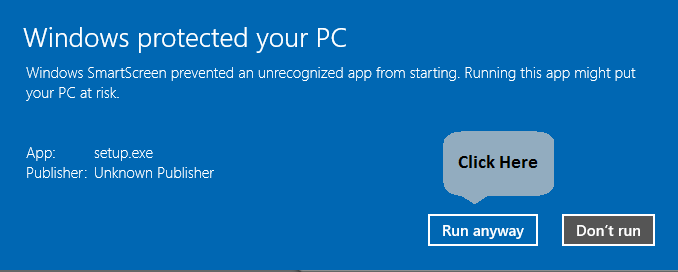 Windows protected your PC
Windows SmartScreen prevented an unrecognized app from starting. Running this app might put
your PC at risk.
App: setup.exe
Publisher: Unknown Publisher
Click Here
Run anyway Don't run